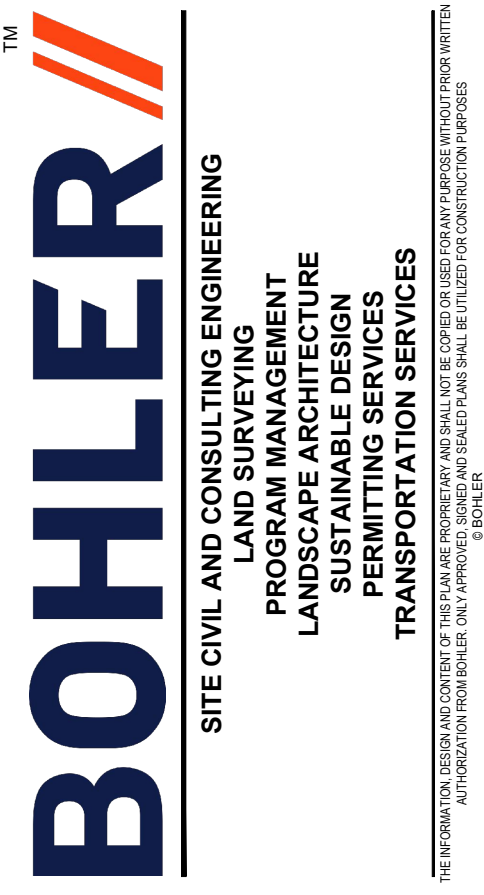 BOHLER//™
SITE CIVIL AND CONSULTING ENGINEERING
LAND SURVEYING
PROGRAM MANAGEMENT
LANDSCAPE ARCHITECTURE
SUSTAINABLE DESIGN
PERMITTING SERVICES
TRANSPORTATION SERVICES
THE INFORMATION, DESIGN AND CONTENT OF THIS PLAN ARE PROPRIETARY AND SHALL NOT BE COPIED OR USED FOR ANY PURPOSE WITHOUT PRIOR WRITTEN
AUTHORIZATION FROM BOHLER. ONLY APPROVED, SIGNED AND SEALED PLANS SHALL BE UTILIZED FOR CONSTRUCTION PURPOSES
© BOHLER